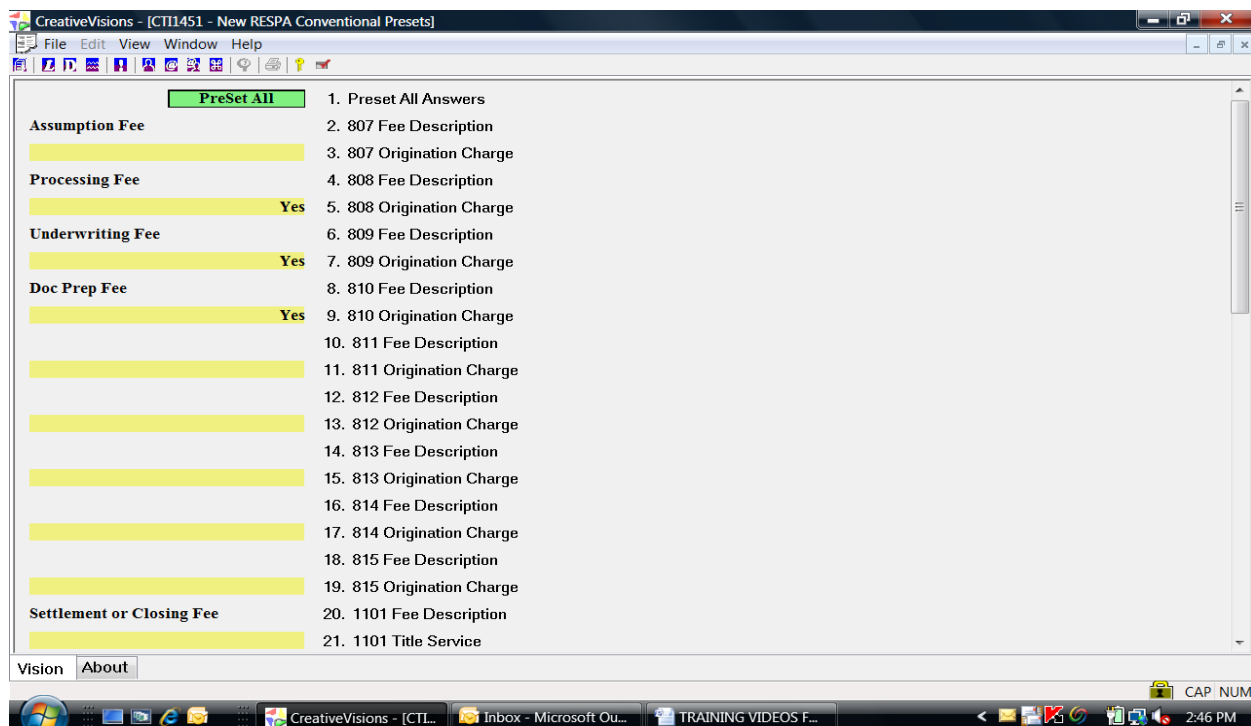 CreativeVisions - [CTI1451 - New RESPA Conventional Presets]
File Edit View Window Help
PreSet All 1. Preset All Answers
Assumption Fee 2. 807 Fee Description
3. 807 Origination Charge
Processing Fee 4. 808 Fee Description
Yes 5. 808 Origination Charge
Underwriting Fee 6. 809 Fee Description
Yes 7. 809 Origination Charge
Doc Prep Fee 8. 810 Fee Description
Yes 9. 810 Origination Charge
10. 811 Fee Description
11. 811 Origination Charge
12. 812 Fee Description
13. 812 Origination Charge
14. 813 Fee Description
15. 813 Origination Charge
16. 814 Fee Description
17. 814 Origination Charge
18. 815 Fee Description
19. 815 Origination Charge
Settlement or Closing Fee 20. 1101 Fee Description
21. 1101 Title Service
Vision About
CAP NUM
CreativeVisions - [CTI... Inbox - Microsoft Ou... TRAINING VIDEOS F... 2:46 PM